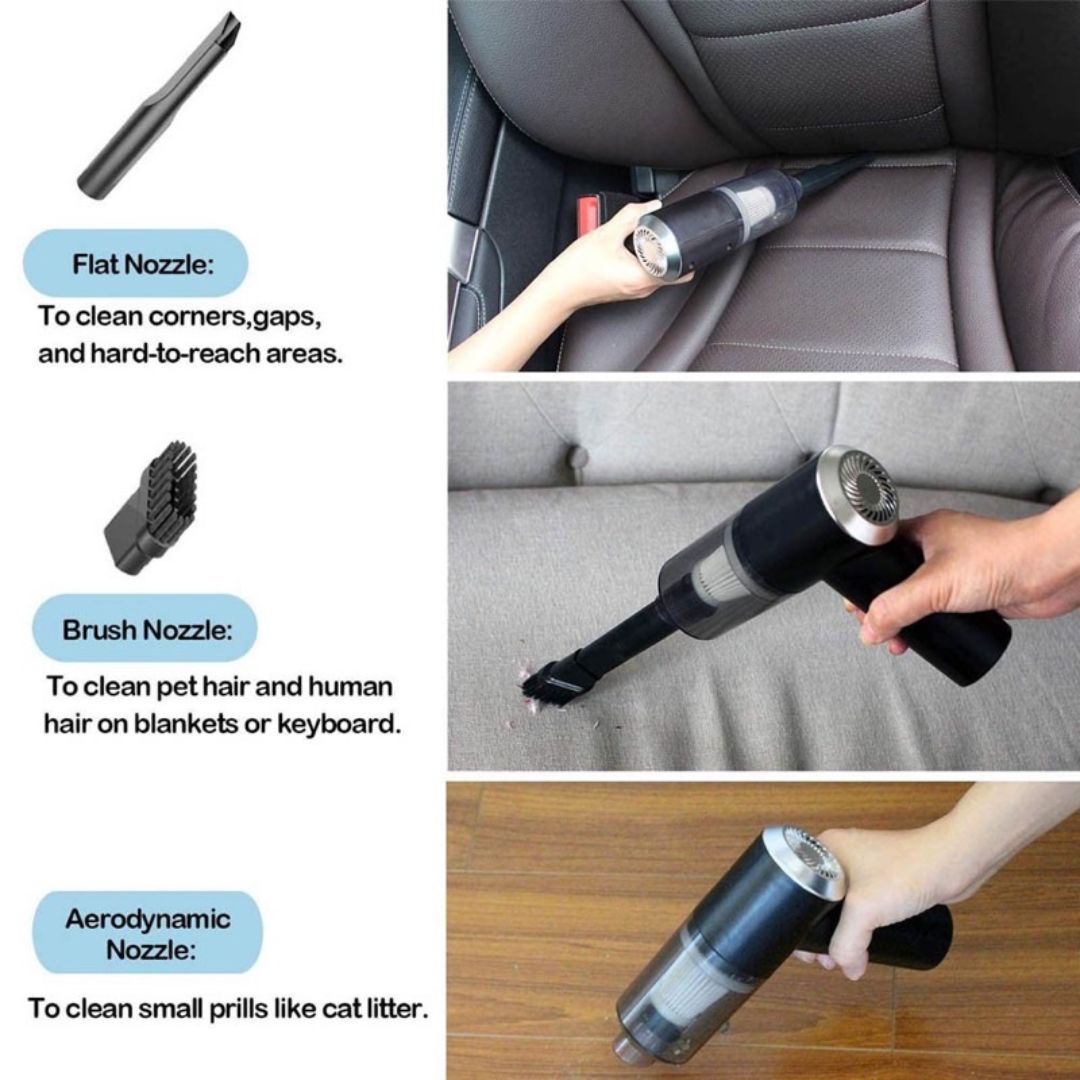 Flat Nozzle:
To clean corners,gaps,
and hard-to-reach areas.
Brush Nozzle:
To clean pet hair and human
hair on blankets or keyboard.
Aerodynamic
Nozzle:
To clean small prills like cat litter.